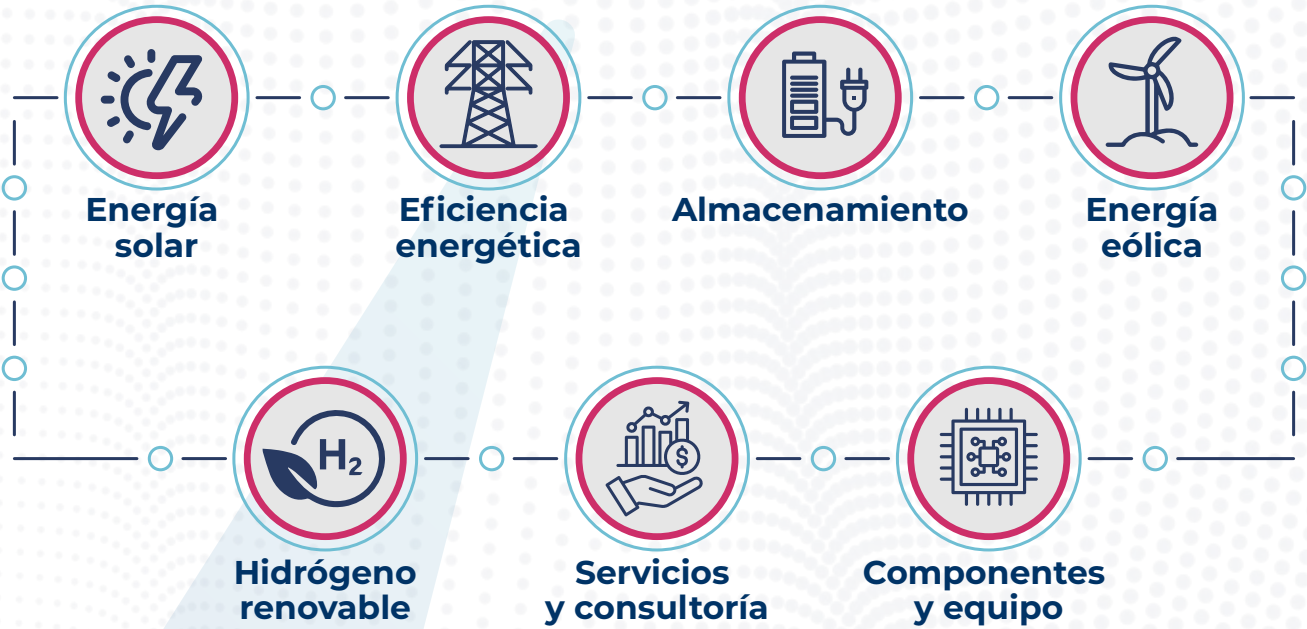 Energía
solar
Eficiencia
energética
Almacenamiento
Energía
eólica
H₂
Hidrógeno
renovable
$
Servicios
y consultoría
Componentes
y equipo